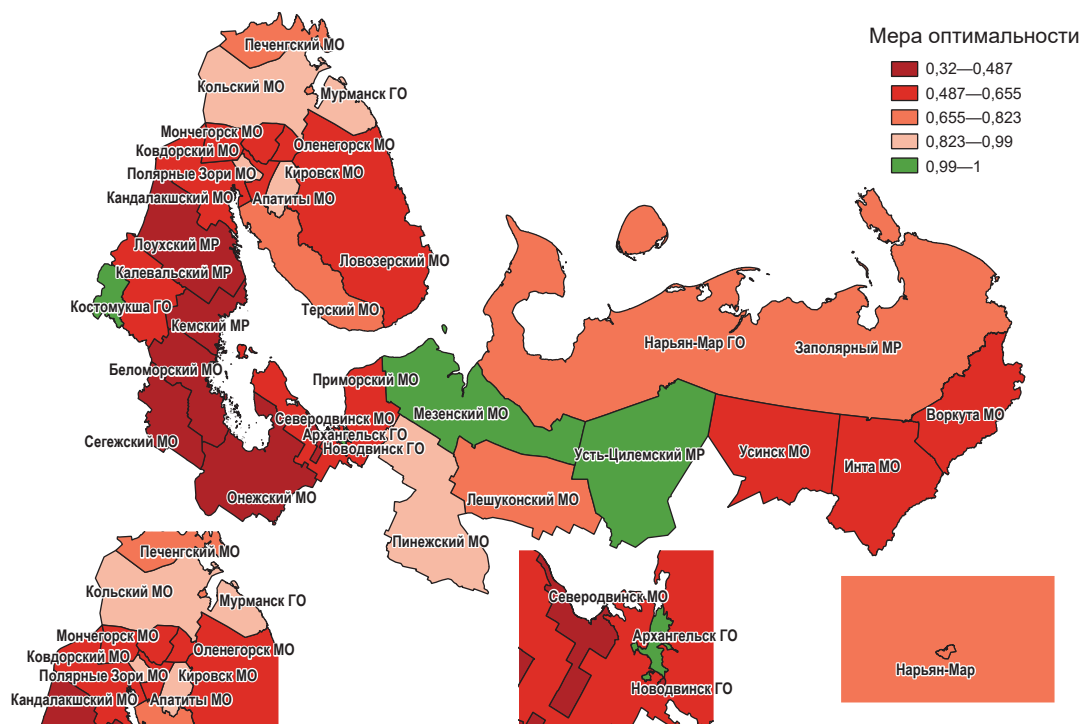 Мера оптимальности
0,32—0,487
0,487—0,655
0,655—0,823
0,823—0,99
0,99—1
Печенгский МО
Кольский МО
Мурманск ГО
Мончегорск МО
Оленегорск МО
Ковдорский МО
Полярные Зори МО
Кировск МО
Кандалакшский МО
Апатиты МО
Лоухский МР
Ловозерский МО
Калевальский МР
Костомукша ГО
Терский МО
Кемский МР
Нарьян-Мар ГО
Заполярный МР
Беломорский МО
Приморский МО
Мезенский МО
Воркута МО
Северодвинск МО
Архангельск ГО
Сегежский МО
Новодвинск ГО
Усть-Цилемский МР
Усинск МО
Инта МО
Онежский МО
Лешуконский МО
Пинежский МО
Печенгский МО
Кольский МО
Мурманск ГО
Мончегорск МО
Оленегорск МО
Ковдорский МО
Полярные Зори МО
Кировск МО
Кандалакшский МО
Апатиты МО
Северодвинск МО
Архангельск ГО
Новодвинск ГО
Нарьян-Мар